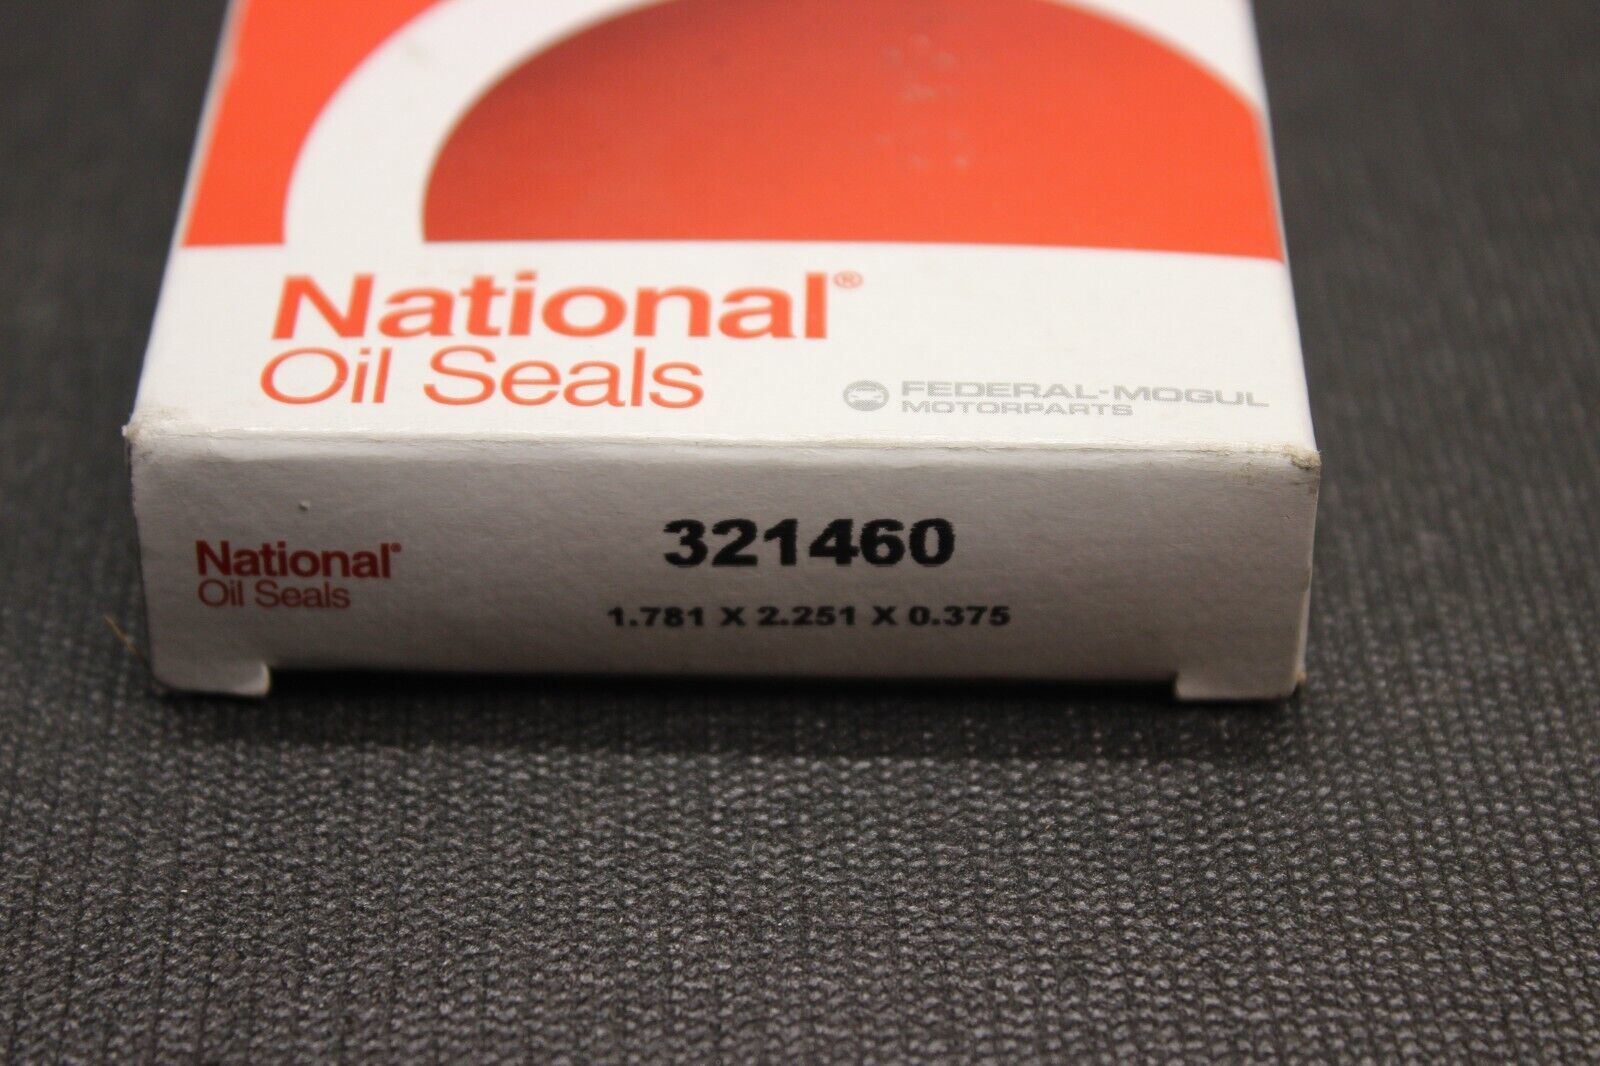 National®
Oil Seals
FEDERAL-MOGUL
MOTORPARTS
National®
Oil Seals
321460
1.781 X 2.251 X 0.375